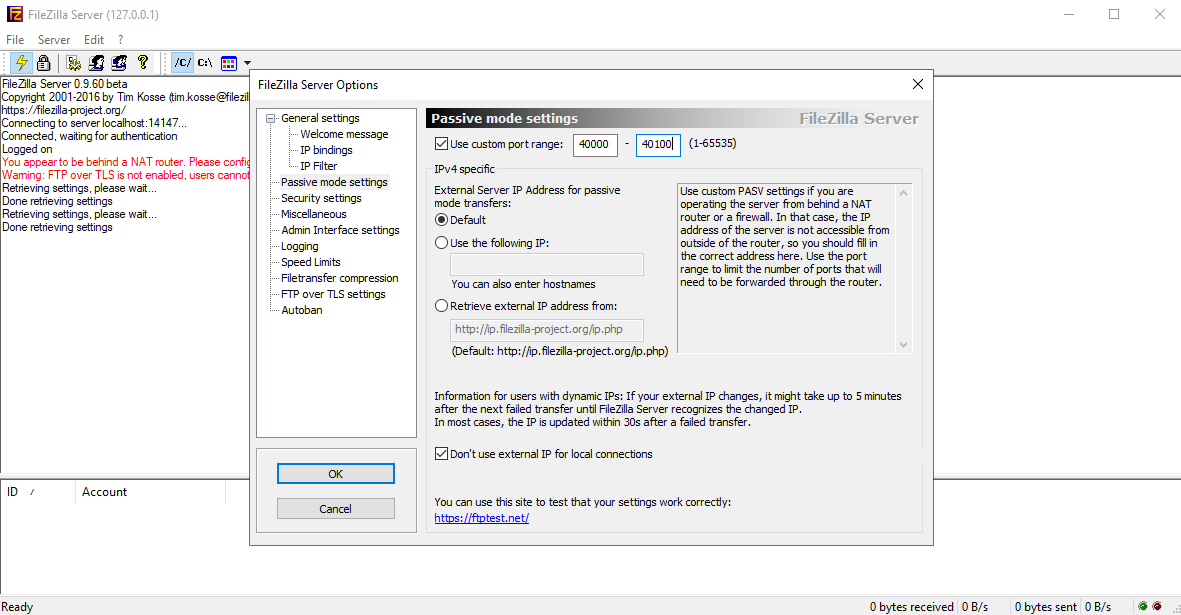 FileZilla Server (127.0.0.1)
File Server Edit ?
/C/ C:\
FileZilla Server 0.9.60 beta
Copyright 2001-2016 by Tim Kosse (tim.kosse@filezill
https://filezilla-project.org/
Connecting to server localhost:14147...
Connected, waiting for authentication
Logged on
You appear to be behind a NAT router. Please config
Warning: FTP over TLS is not enabled, users cannot
Retrieving settings, please wait...
Done retrieving settings
Retrieving settings, please wait...
Done retrieving settings
FileZilla Server Options
General settings
Welcome message
IP bindings
IP Filter
Passive mode settings
Security settings
Miscellaneous
Admin Interface settings
Logging
Speed Limits
Filetransfer compression
FTP over TLS settings
Autoban
OK
Cancel
Passive mode settings FileZilla Server
Use custom port range: 40000 - 40100 (1-65535)
IPv4 specific
External Server IP Address for passive
mode transfers:
Default
Use the following IP:
You can also enter hostnames
Retrieve external IP address from:
http://ip.filezilla-project.org/ip.php
(Default: http://ip.filezilla-project.org/ip.php)
Use custom PASV settings if you are
operating the server from behind a NAT
router or a firewall. In that case, the IP
address of the server is not accessible from
outside of the router, so you should fill in
the correct address here. Use the port
range to limit the number of ports that will
need to be forwarded through the router.
Information for users with dynamic IPs: If your external IP changes, it might take up to 5 minutes
after the next failed transfer until FileZilla Server recognizes the changed IP.
In most cases, the IP is updated within 30s after a failed transfer.
Don't use external IP for local connections
You can use this site to test that your settings work correctly:
https://ftptest.net/
ID / Account
Ready 0 bytes received 0 B/s 0 bytes sent 0 B/s